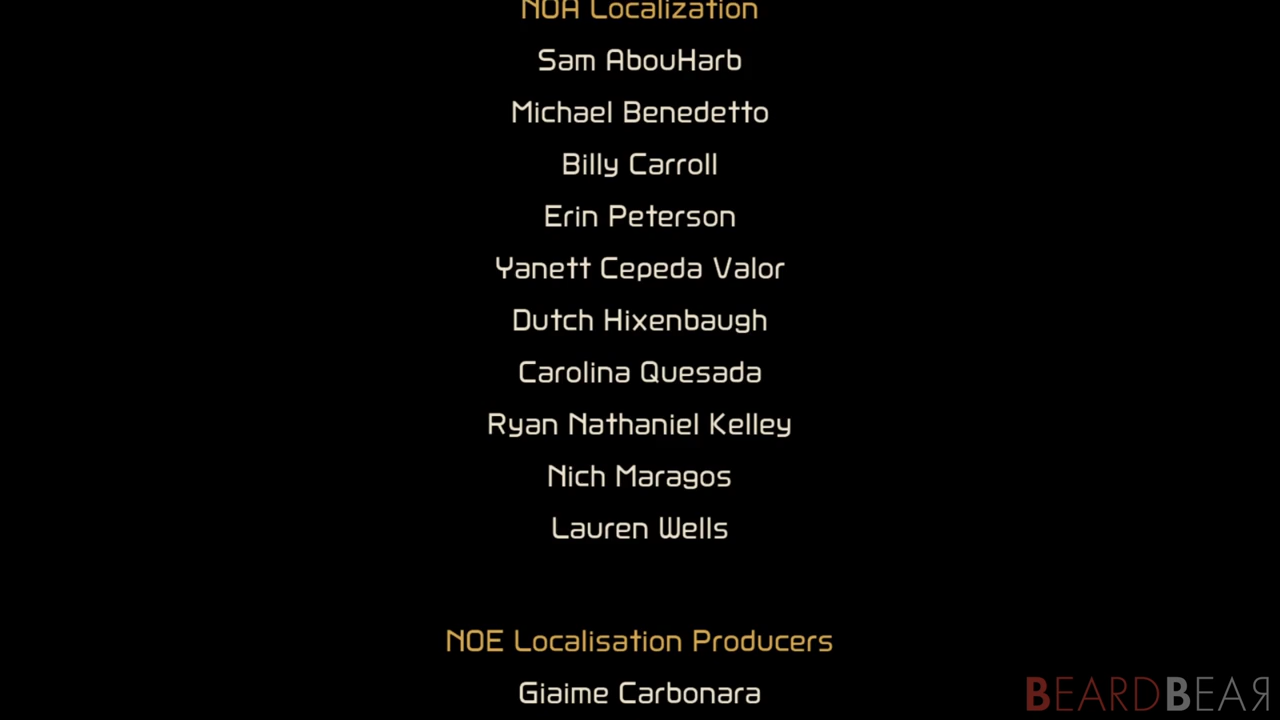 NOA Localization
Sam AbouHarb
Michael Benedetto
Billy Carroll
Erin Peterson
Yanett Cepeda Valor
Dutch Hixenbaugh
Carolina Quesada
Ryan Nathaniel Kelley
Nich Maragos
Lauren Wells
NOE Localisation Producers
Giaime Carbonara
BEARDBEAЯ